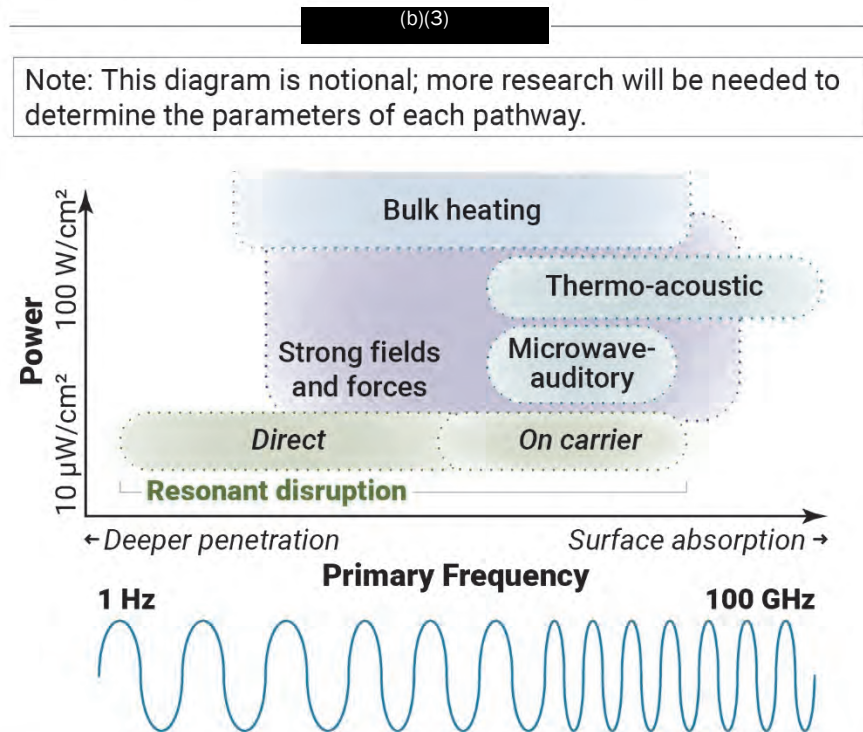 (b)(3)
Note: This diagram is notional; more research will be needed to
determine the parameters of each pathway.
Power
100 W/cm²
10 µW/cm²
Bulk heating
Thermo-acoustic
Strong fields
and forces
Microwave-
auditory
Direct
On carrier
Resonant disruption
←Deeper penetration
Surface absorption→
Primary Frequency
1 Hz
100 GHz